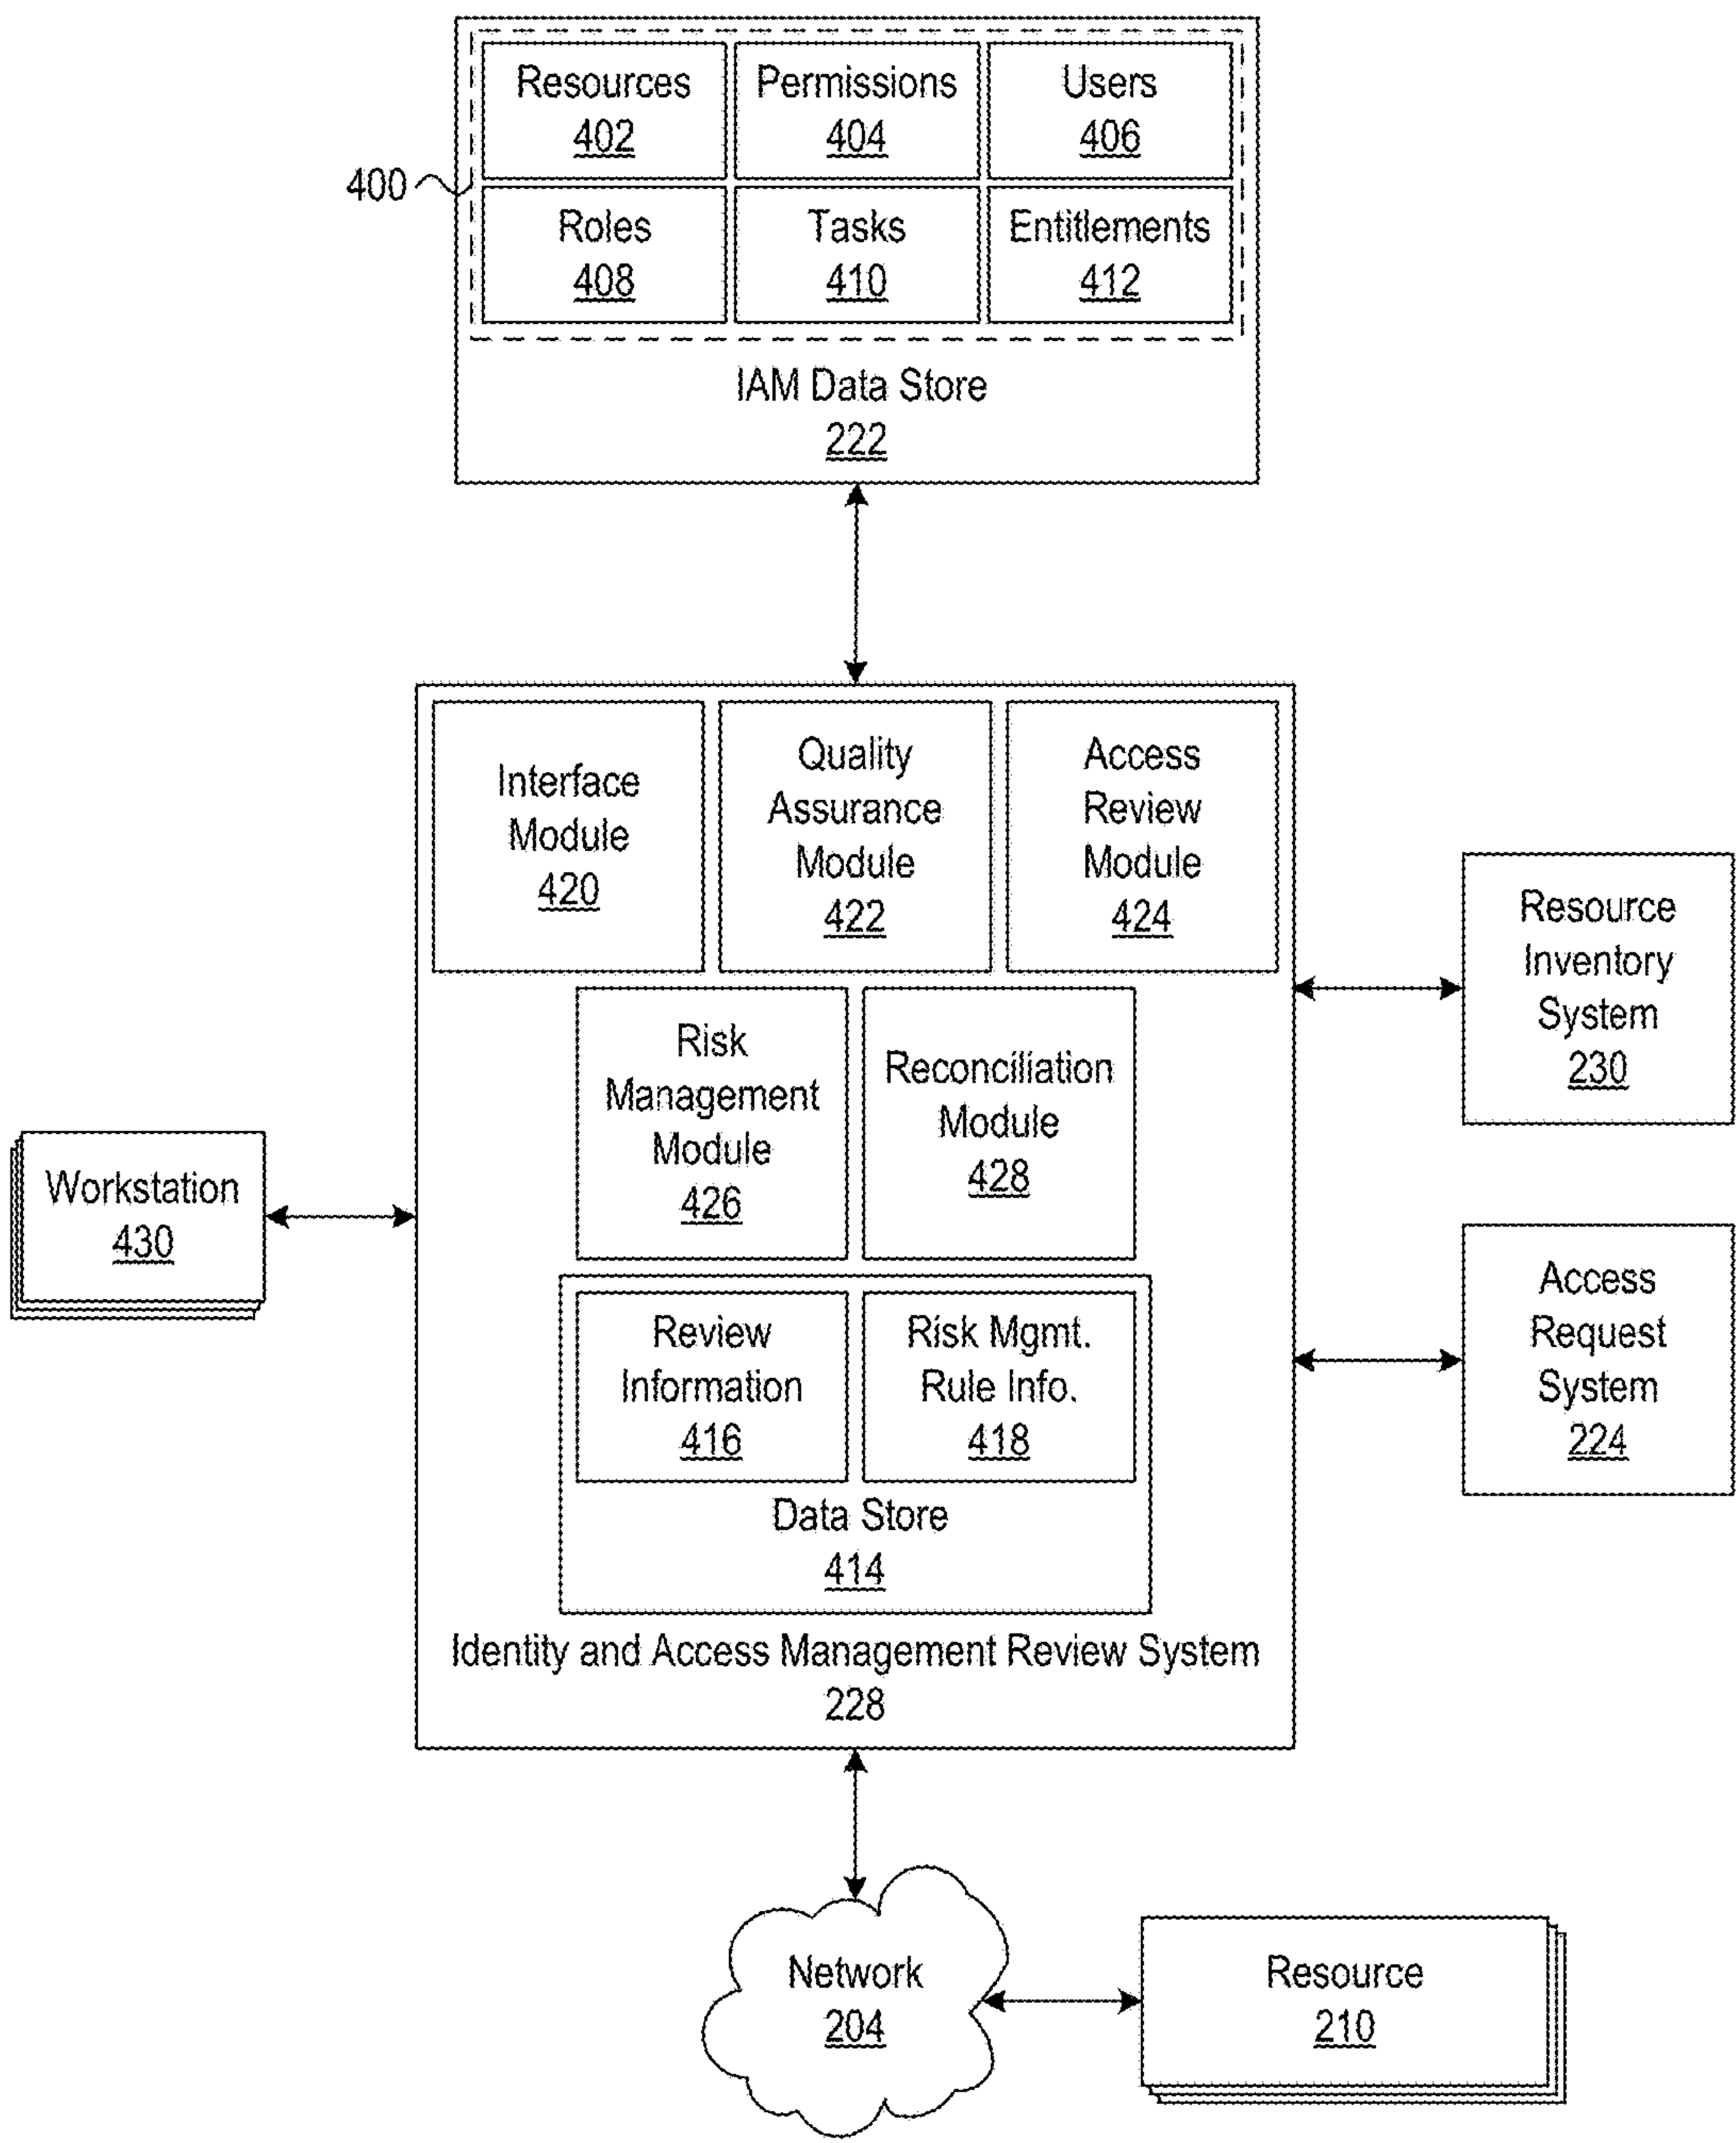 Resources
402
Permissions
404
Users
406
400
Roles
408
Tasks
410
Entitlements
412
IAM Data Store
222
Interface
Module
420
Quality
Assurance
Module
422
Access
Review
Module
424
Resource
Inventory
System
230
Risk
Management
Module
426
Reconciliation
Module
428
Workstation
430
Access
Request
System
224
Review
Information
416
Risk Mgmt.
Rule Info.
418
Data Store
414
Identity and Access Management Review System
228
Network
204
Resource
210